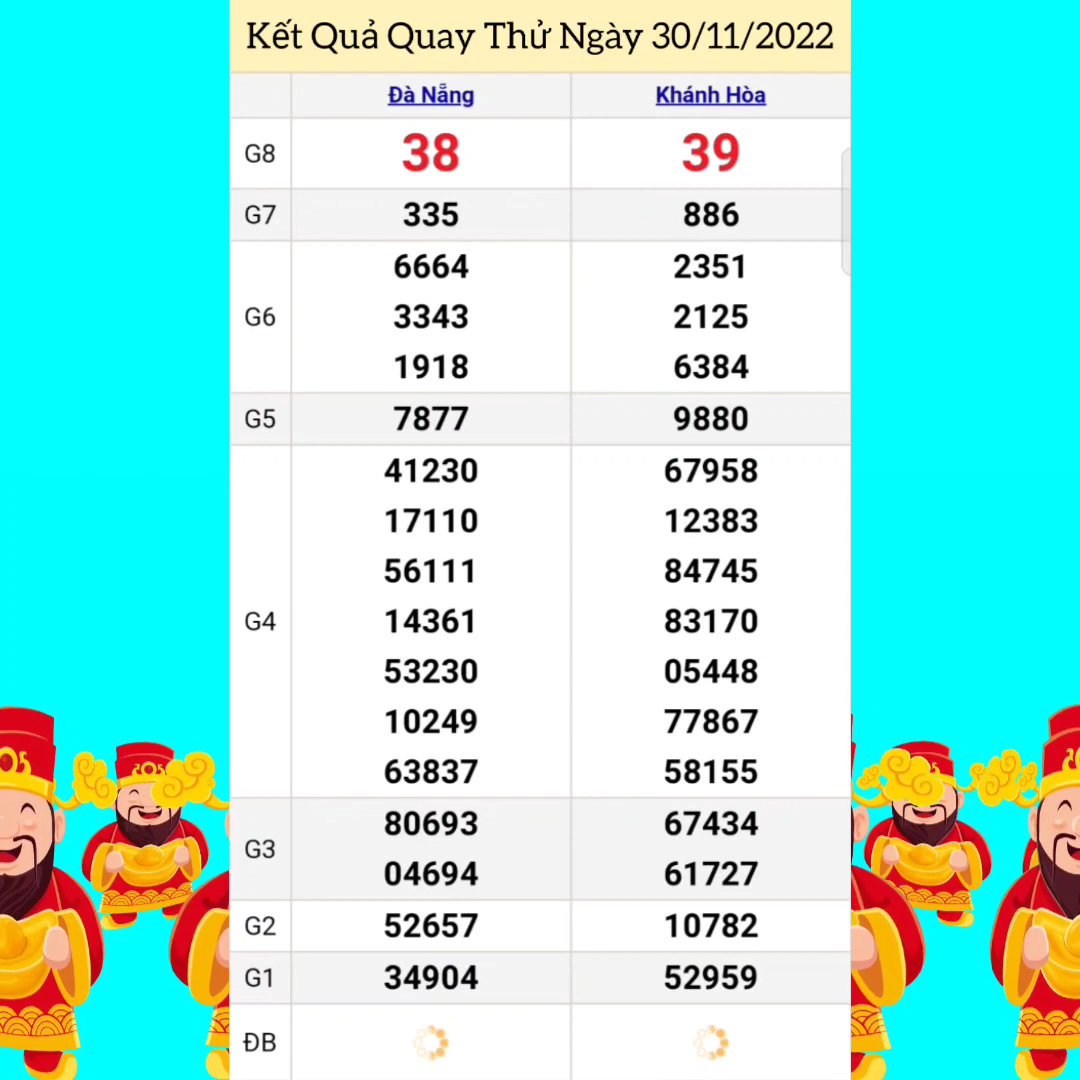 Kết Quả Quay Thử Ngày 30/11/2022
Đà Nẵng Khánh Hòa
G8 38 39
G7 335 886
6664 2351
G6 3343 2125
1918 6384
G5 7877 9880
41230 67958
17110 12383
56111 84745
G4 14361 83170
53230 05448
10249 77867
63837 58155
G3 80693 67434
04694 61727
G2 52657 10782
G1 34904 52959
ĐB